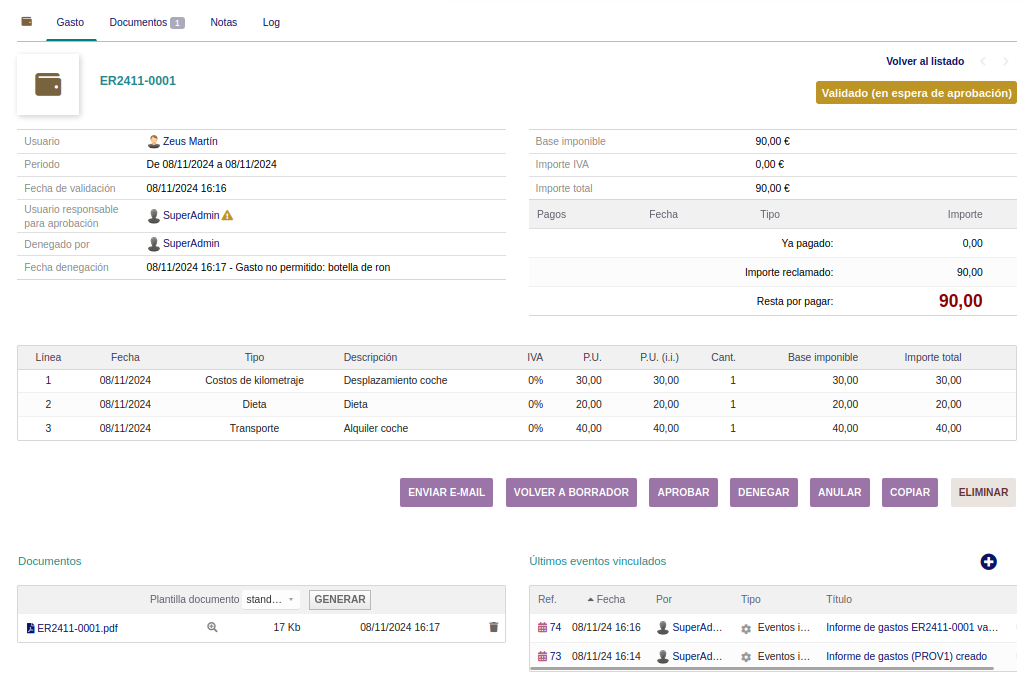 Gasto Documentos 1 Notas Log
Volver al listado
ER2411-0001
Validado (en espera de aprobación)
Usuario Zeus Martín
Periodo De 08/11/2024 a 08/11/2024
Fecha de validación 08/11/2024 16:16
Usuario responsable
para aprobación SuperAdmin
Denegado por SuperAdmin
Fecha denegación 08/11/2024 16:17 - Gasto no permitido: botella de ron
Base imponible 90,00 €
Importe IVA 0,00 €
Importe total 90,00 €
Pagos Fecha Tipo Importe
Ya pagado: 0,00
Importe reclamado: 90,00
Resta por pagar: 90,00
Línea Fecha Tipo Descripción IVA P.U. P.U. (i.i.) Cant. Base imponible Importe total
1 08/11/2024 Costos de kilometraje Desplazamiento coche 0% 30,00 30,00 1 30,00 30,00
2 08/11/2024 Dieta Dieta 0% 20,00 20,00 1 20,00 20,00
3 08/11/2024 Transporte Alquiler coche 0% 40,00 40,00 1 40,00 40,00
ENVIAR E-MAIL VOLVER A BORRADOR APROBAR DENEGAR ANULAR COPIAR ELIMINAR
Documentos
Plantilla documento stand... GENERAR
ER2411-0001.pdf 17 Kb 08/11/2024 16:17
Últimos eventos vinculados
Ref. Fecha Por Tipo Título
74 08/11/24 16:16 SuperAd... Eventos i... Informe de gastos ER2411-0001 va...
73 08/11/24 16:14 SuperAd... Eventos i... Informe de gastos (PROV1) creado